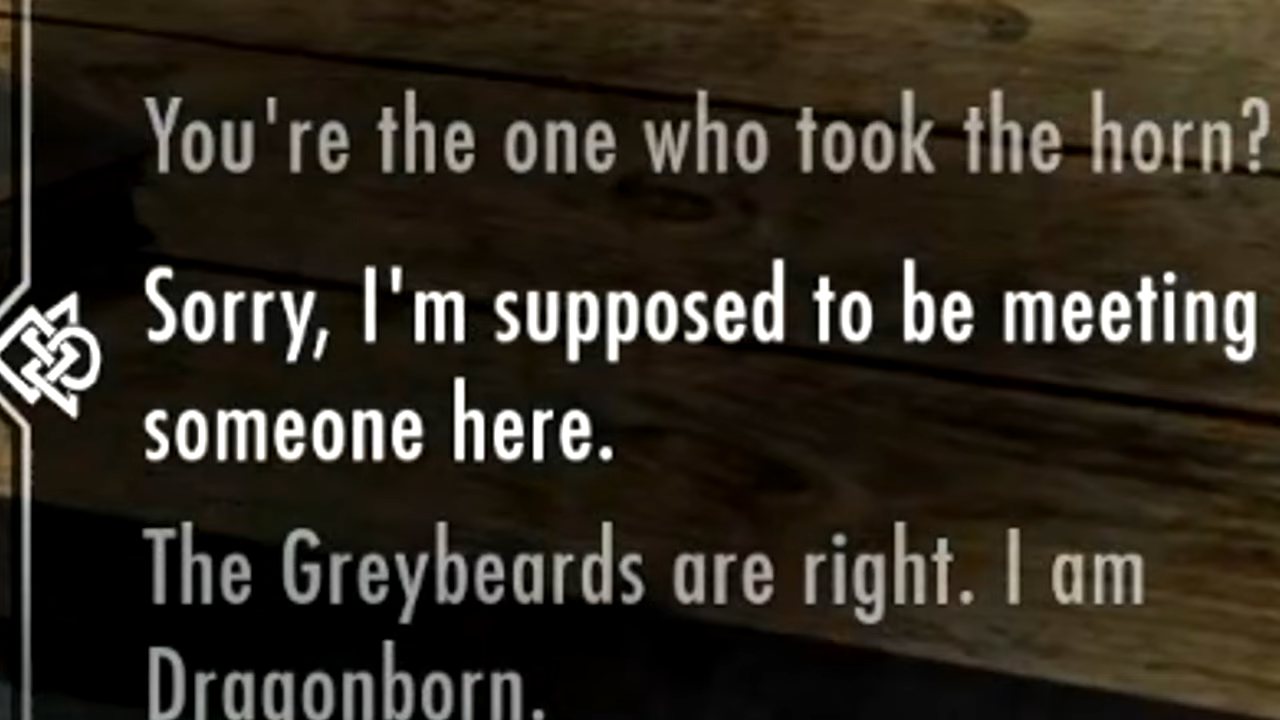 You're the one who took the horn?
Sorry, I'm supposed to be meeting
someone here.
The Greybeards are right. I am
Dragonborn.